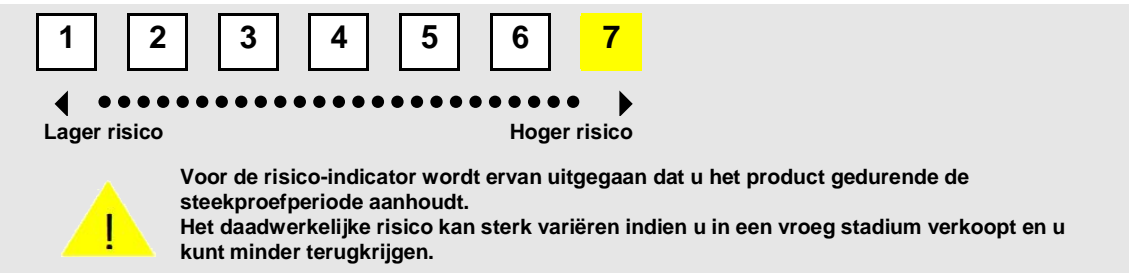 1 2 3 4 5 6 7
Lager risico Hoger risico
Voor de risico-indicator wordt ervan uitgegaan dat u het product gedurende de
steekproefperiode aanhoudt.
Het daadwerkelijke risico kan sterk variëren indien u in een vroeg stadium verkoopt en u
!
kunt minder terugkrijgen.